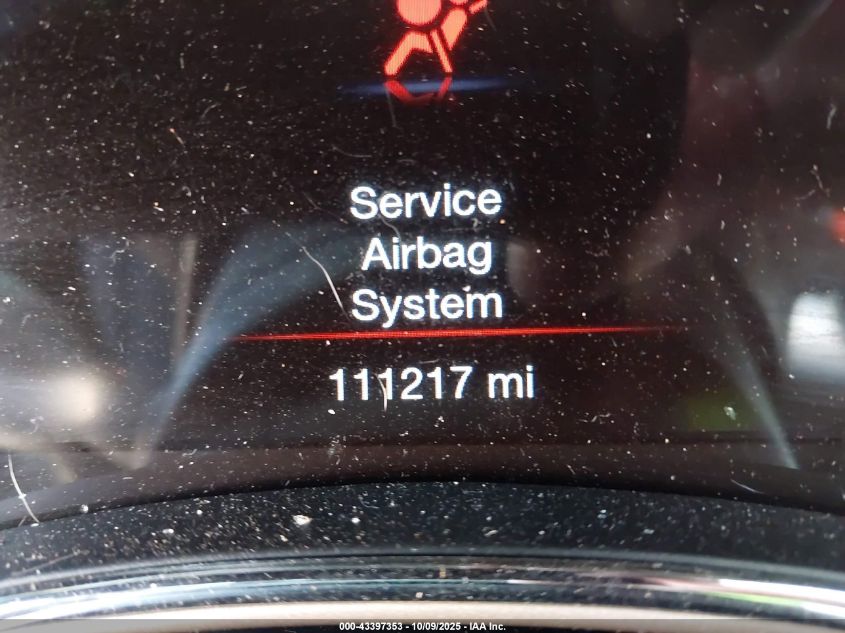 Service
Airbag
System
111217 mi
000-43397353 - 10/09/2025 - IAA Inc.